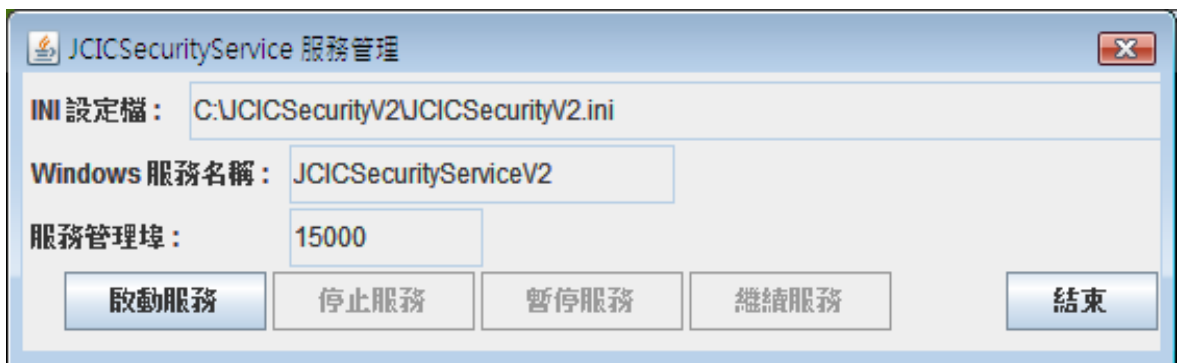 JCICSecurityService 服務管理
INI 設定檔： C:\JCICSecurityV2\JCICSecurityV2.ini
Windows 服務名稱： JCICSecurityServiceV2
服務管理埠： 15000
啟動服務 停止服務 暫停服務 繼續服務 結束